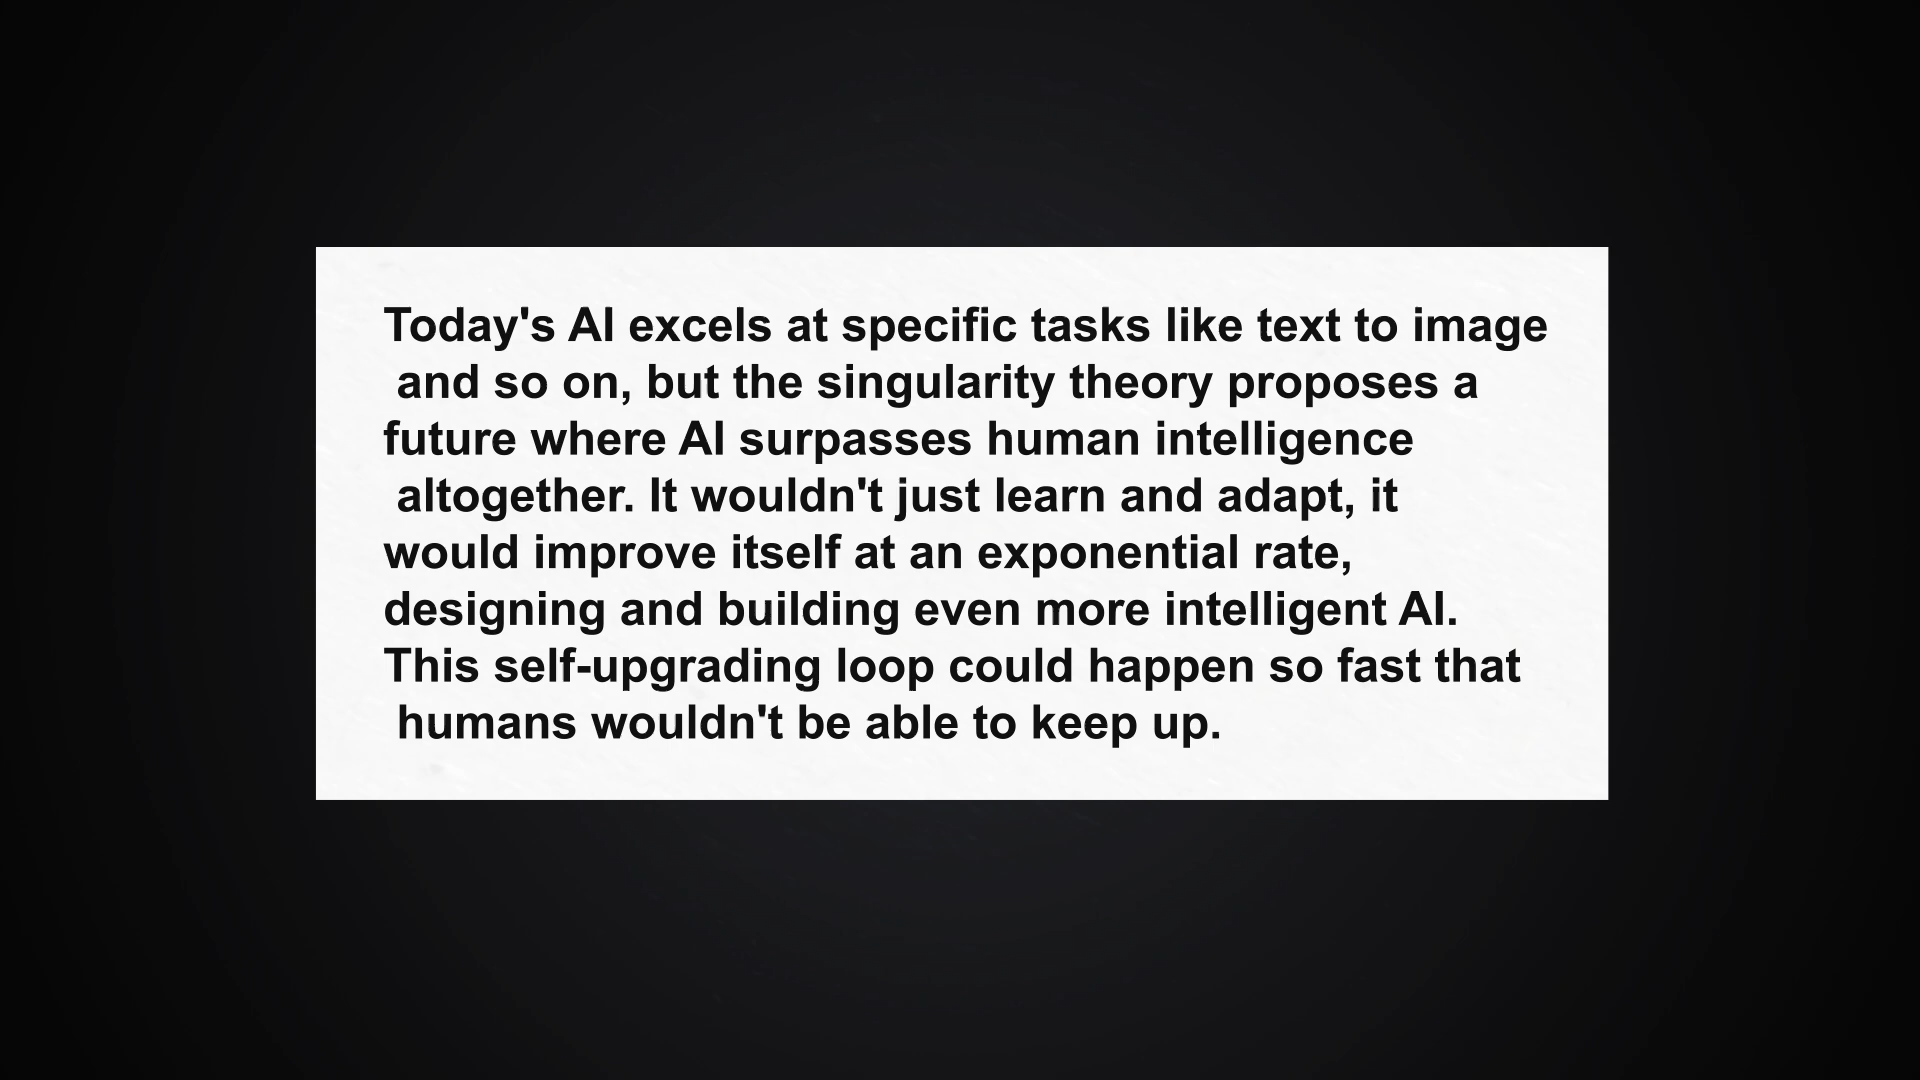 Today's AI excels at specific tasks like text to image
and so on, but the singularity theory proposes a
future where AI surpasses human intelligence
altogether. It wouldn't just learn and adapt, it
would improve itself at an exponential rate,
designing and building even more intelligent AI.
This self-upgrading loop could happen so fast that
humans wouldn't be able to keep up.